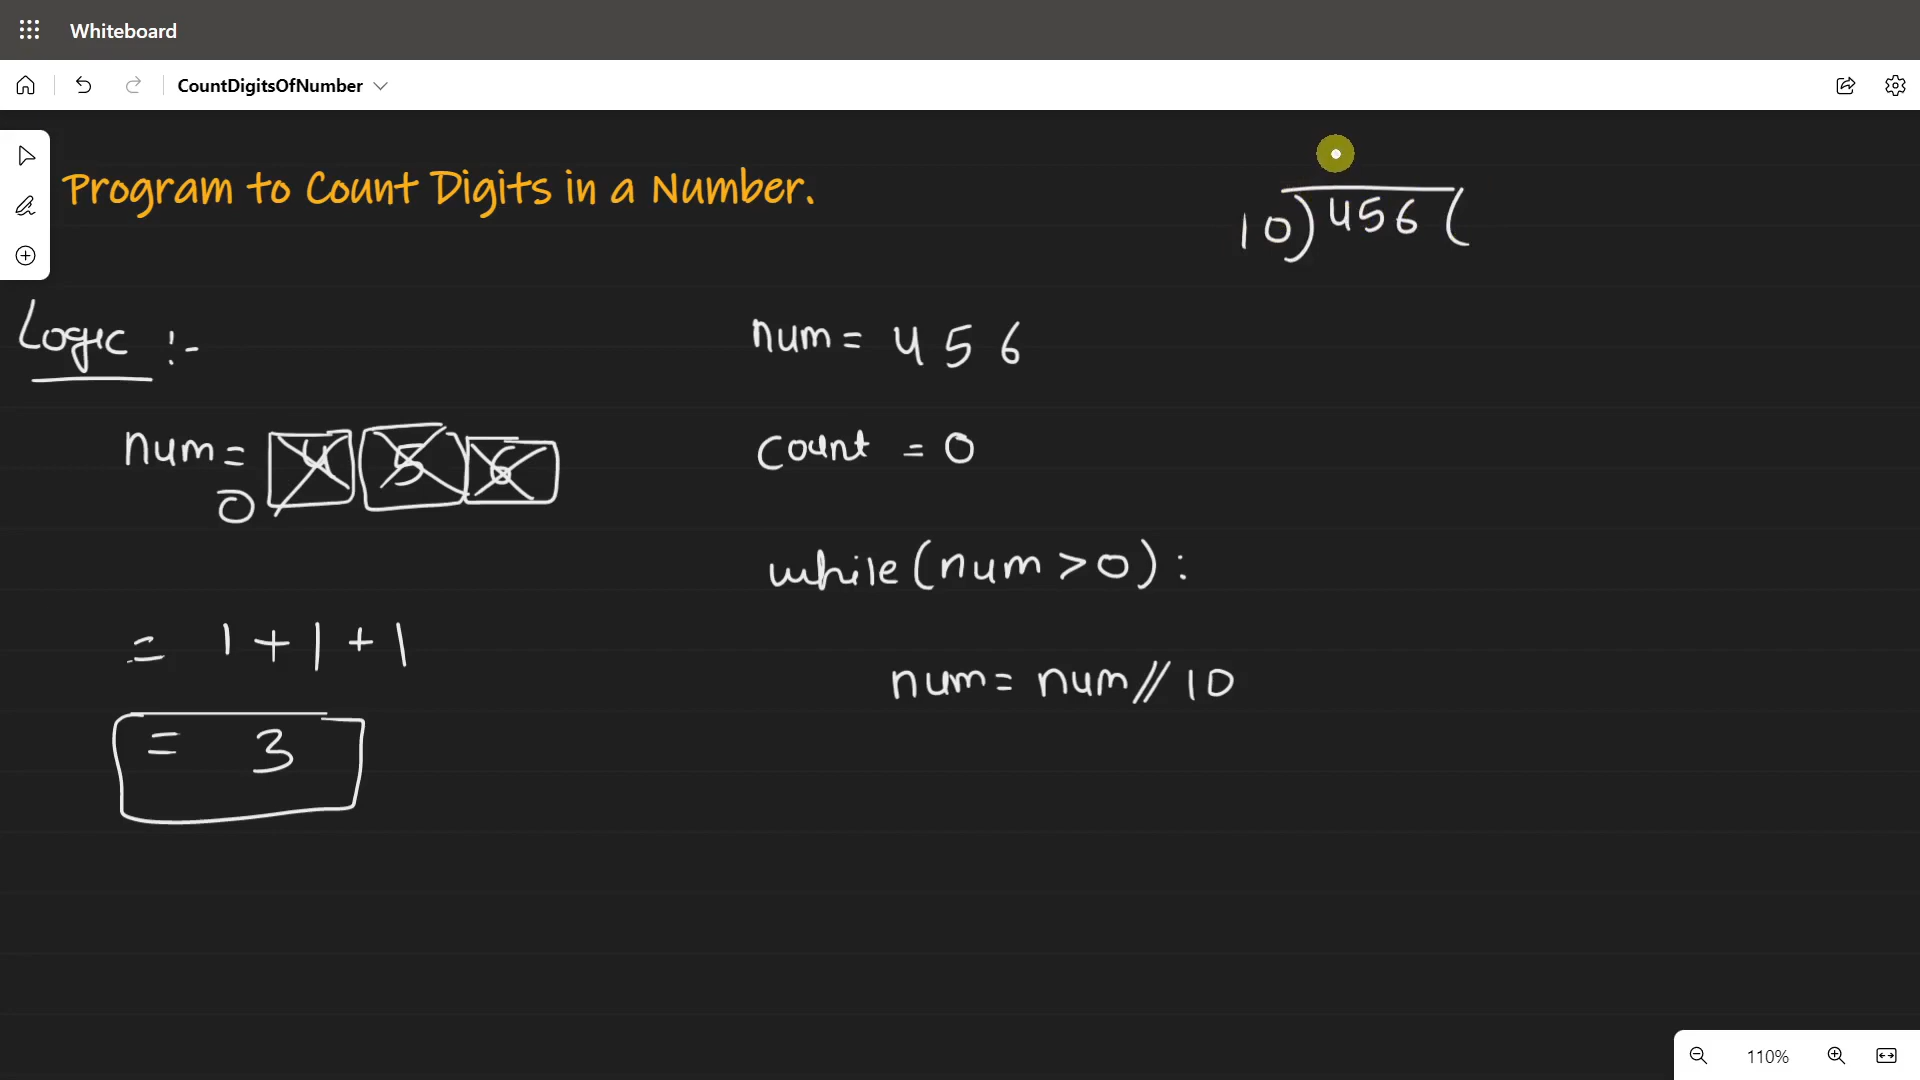 Whiteboard
CountDigitsOfNumber
Program to Count Digits in a Number.
10)456(
Logic :-
num = 456
num = 456
0
count = 0
while(num>0):
= 1+1+1
num = num//10
= 3
110%